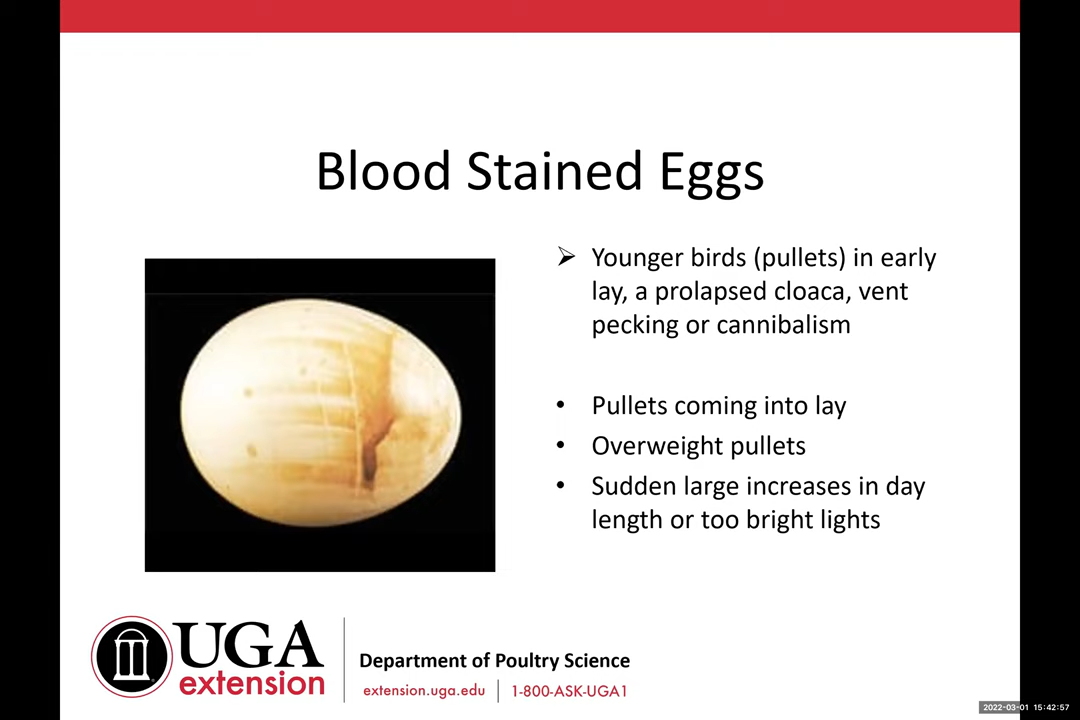 Blood Stained Eggs
➢ Younger birds (pullets) in early
lay, a prolapsed cloaca, vent
pecking or cannibalism
• Pullets coming into lay
• Overweight pullets
• Sudden large increases in day
length or too bright lights
UGA
extension
Department of Poultry Science
extension.uga.edu | 1-800-ASK-UGA1
2022-03-01 15:42:57